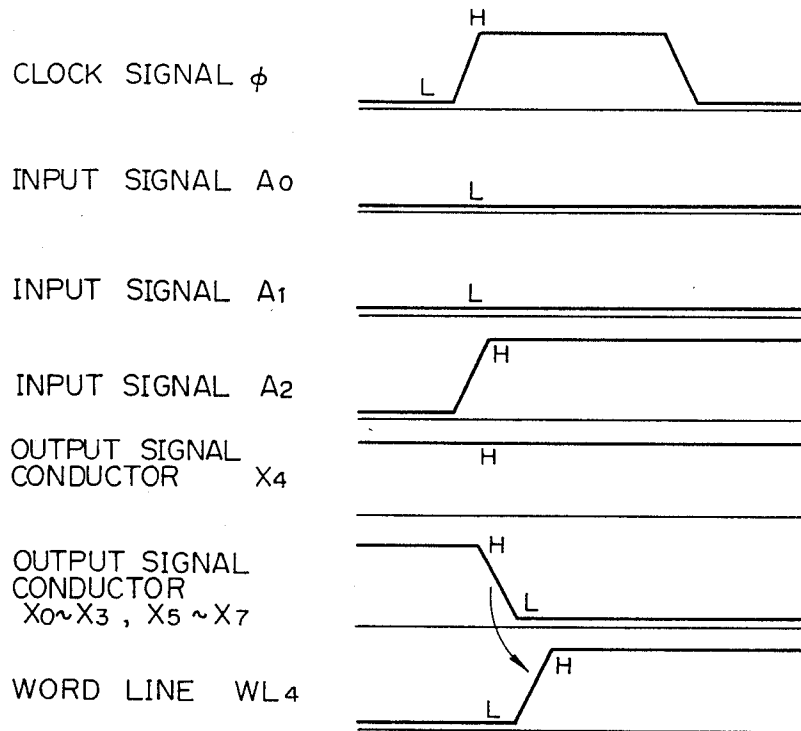 H
CLOCK SIGNAL ϕ
L
INPUT SIGNAL A0
L
INPUT SIGNAL A1
L
INPUT SIGNAL A2
H
OUTPUT SIGNAL
CONDUCTOR X4
H
OUTPUT SIGNAL
CONDUCTOR
X0~X3 , X5~X7
H
L
WORD LINE WL4
L
H